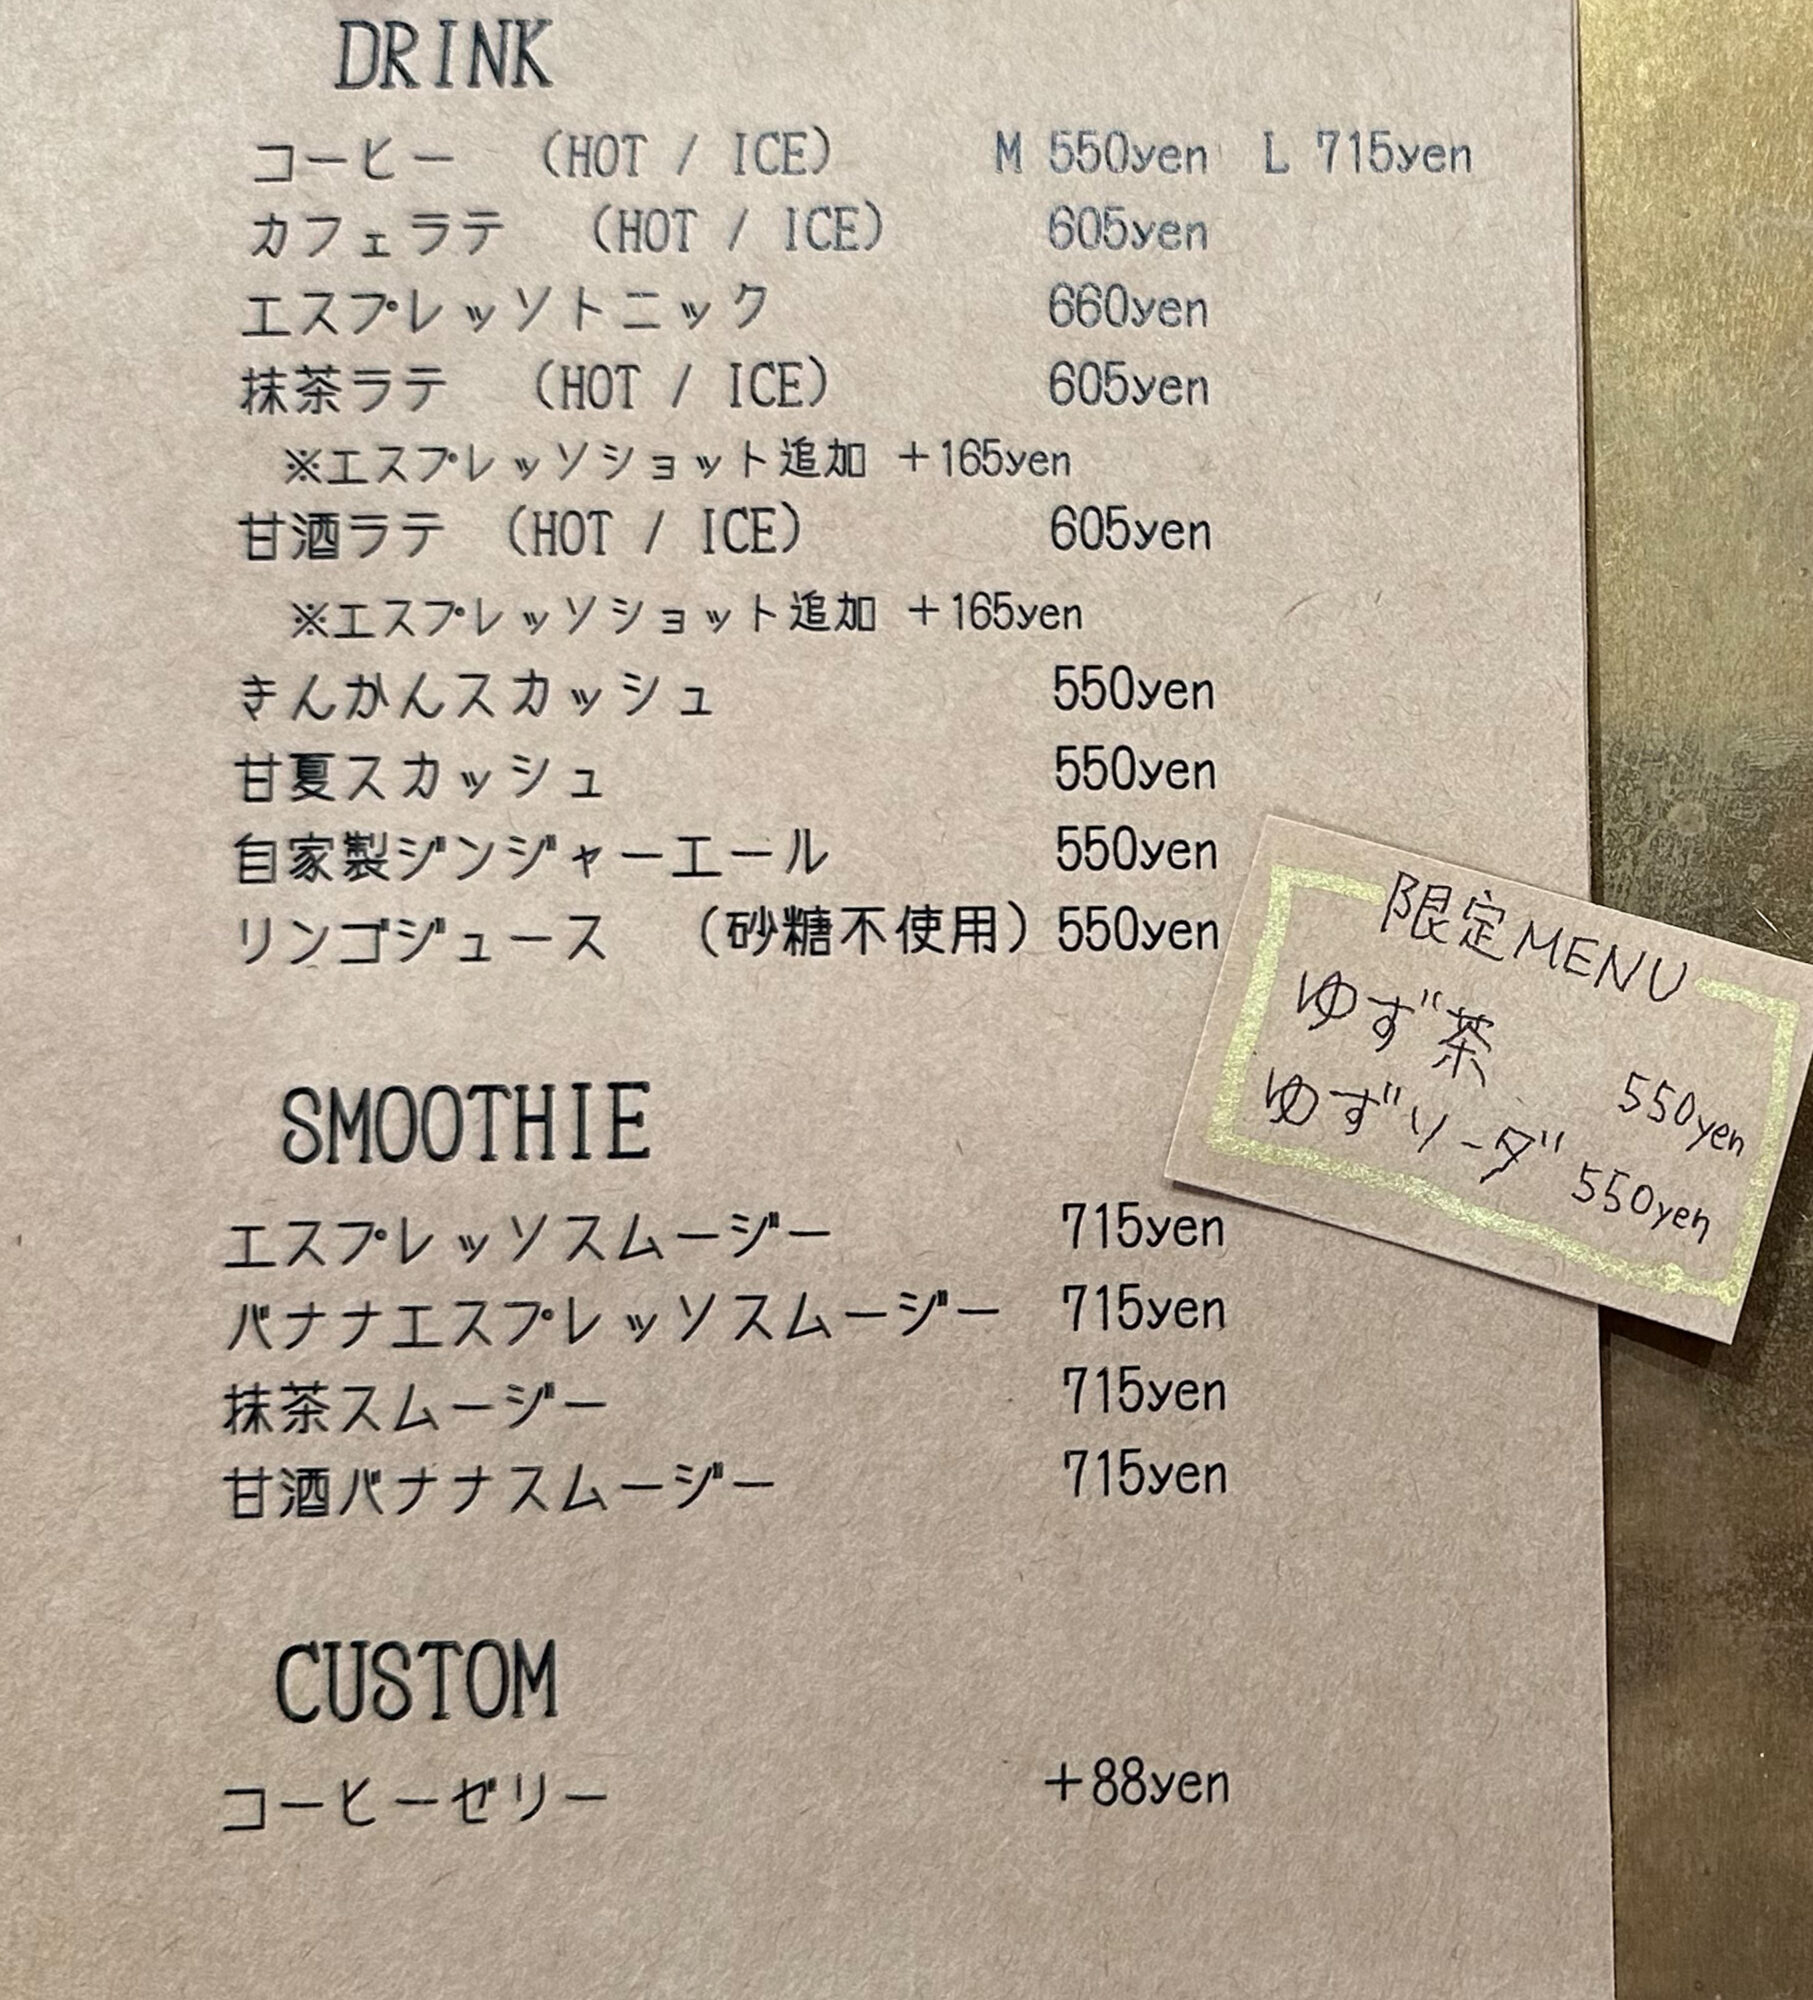 DRINK
コーヒー (HOT / ICE) M 550yen L 715yen
カフェラテ (HOT / ICE) 605yen
エスプレッソトニック 660yen
抹茶ラテ (HOT / ICE) 605yen
※エスプレッソショット追加 +165yen
甘酒ラテ (HOT / ICE) 605yen
※エスプレッソショット追加 +165yen
きんかんスカッシュ 550yen
甘夏スカッシュ 550yen
自家製ジンジャーエール 550yen
リンゴジュース (砂糖不使用) 550yen
限定MENU
ゆず茶 550yen
ゆずソーダ 550yen
SMOOTHIE
エスプレッソスムージー 715yen
バナナエスプレッソスムージー 715yen
抹茶スムージー 715yen
甘酒バナナスムージー 715yen
CUSTOM
コーヒーゼリー +88yen